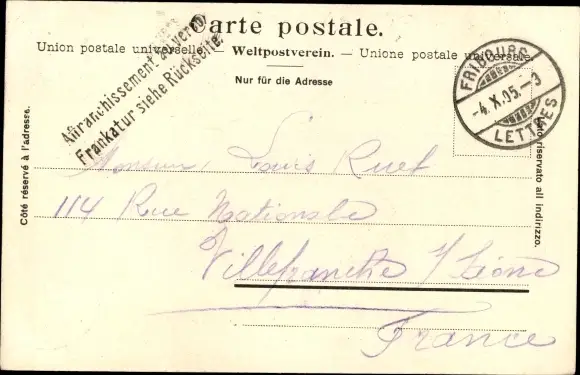 Carte postale.
Union postale universelle. — Weltpostverein. — Unione postale universale.
Nur für die Adresse
Affranchissement au verso
Frankatur siehe Rückseite.
FRIBOURG
-4.X.05.-3
LETTRES
Côté réservé à l'adresse.
Lato riservato all indirizzo.
Monsieur Louis Ruet
114 Rue Nationale
à
Villefranche s/ Saône
France